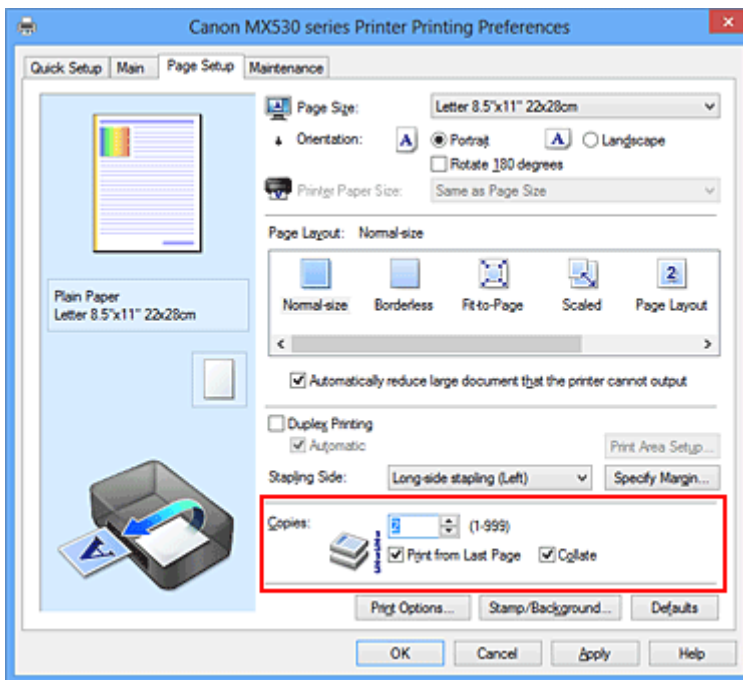 Canon MX530 series Printer Printing Preferences
Quick Setup Main Page Setup Maintenance
Page Size: Letter 8.5"x11" 22x28cm
Orientation: A Portrait A Landscape
Rotate 180 degrees
Printer Paper Size: Same as Page Size
Page Layout: Normal-size
2
Normal-size Borderless Fit-to-Page Scaled Page Layout
Plain Paper
Letter 8.5"x11" 22x28cm
Automatically reduce large document that the printer cannot output
Duplex Printing
Automatic Print Area Setup...
Stapling Side: Long-side stapling (Left) Specify Margin...
Copies: 2 (1-999)
Print from Last Page Collate
A
Print Options... Stamp/Background... Defaults
OK Cancel Apply Help